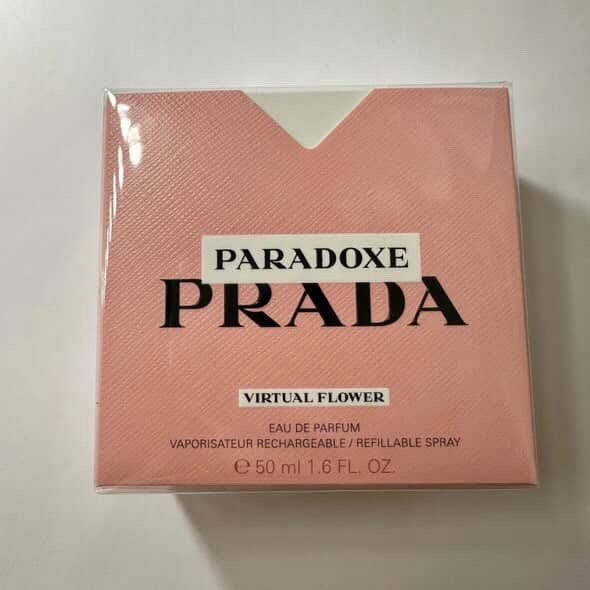 PARADOXE
PRADA
VIRTUAL FLOWER
EAU DE PARFUM
VAPORISATEUR RECHARGEABLE / REFILLABLE SPRAY
℮ 50 ml 1.6 FL. OZ.